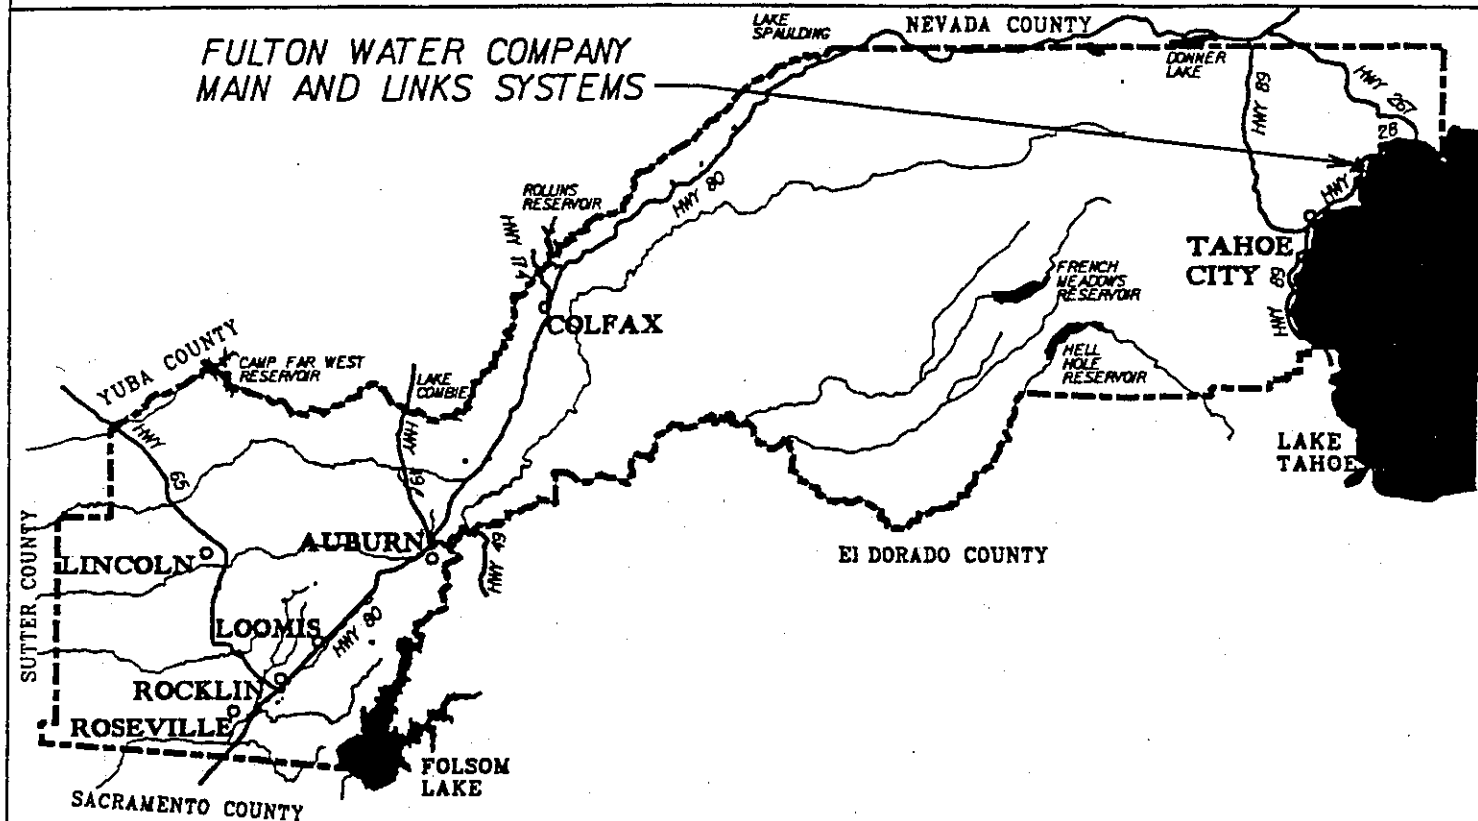 LAKE
SPAULDING
NEVADA COUNTY
FULTON WATER COMPANY
MAIN AND LINKS SYSTEMS
DONNER
LAKE
HWY 89
HWY 267
28
HWY
ROLLINS
RESERVOIR
HWY 80
HWY 174
TAHOE
CITY
HWY 89
FRENCH
MEADOWS
RESERVOIR
COLFAX
YUBA COUNTY
CAMP FAR WEST
RESERVOIR
LAKE
COMBIE
HELL
HOLE
RESERVOIR
HWY 65
HWY 49
LAKE
TAHOE
SUTTER COUNTY
LINCOLN
AUBURN
HWY 49
El DORADO COUNTY
LOOMIS
HWY 80
ROCKLIN
ROSEVILLE
FOLSOM
LAKE
SACRAMENTO COUNTY